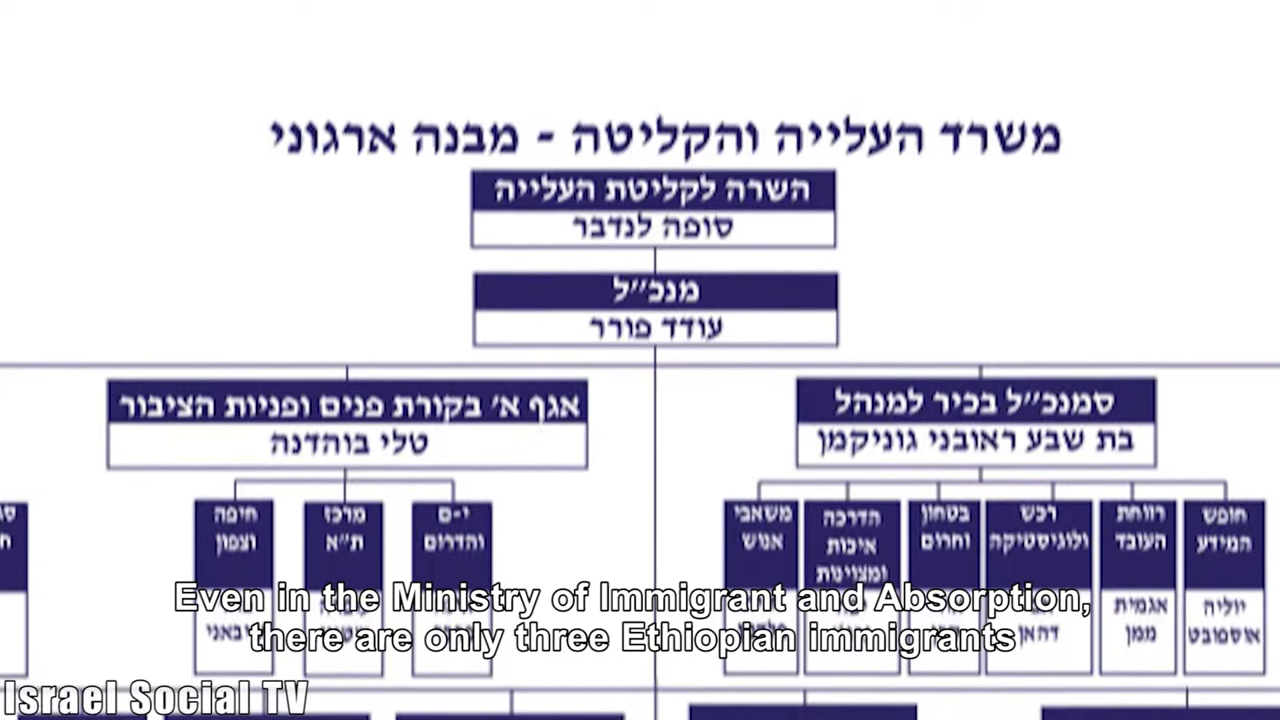 משרד העלייה והקליטה - מבנה ארגוני
השרה לקליטת העלייה
סופה לנדבר
מנכ״ל
עודד פורר
סמנכ״ל בכיר למנהל
בת שבע ראובני גוניקמן
אגף א׳ בקורת פנים ופניות הציבור
טלי בוהדנה
חופש
המידע
יוליה
אוספובט
רווחת
העובד
אגמית
ממן
רכש
ולוגיסטיקה
דהאן
בטחון
וחרום
הדרכה
איכות
ומצוינות
משאבי
אנוש
י-ם
והדרום
מרכז
ת״א
חיפה
וצפון
Even in the Ministry of Immigrant and Absorption,
there are only three Ethiopian immigrants
Israel Social TV